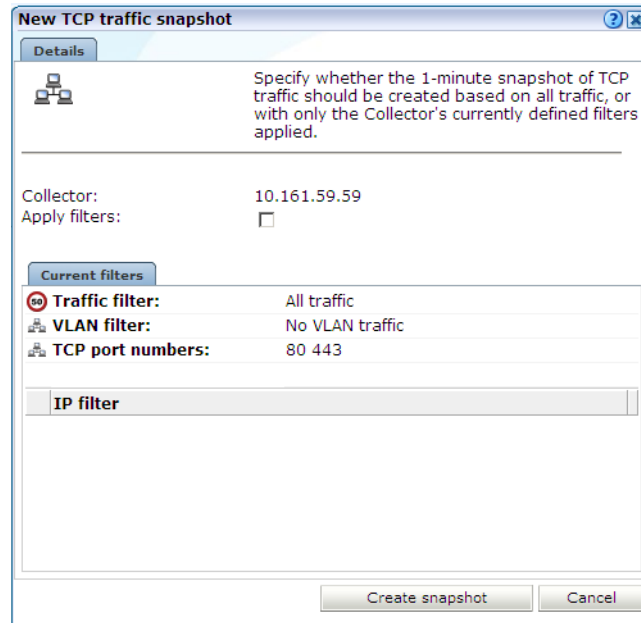 New TCP traffic snapshot
Details
Specify whether the 1-minute snapshot of TCP
traffic should be created based on all traffic, or
with only the Collector's currently defined filters
applied.
Collector: 10.161.59.59
Apply filters:
Current filters
50 Traffic filter: All traffic
VLAN filter: No VLAN traffic
TCP port numbers: 80 443
IP filter
Create snapshot Cancel